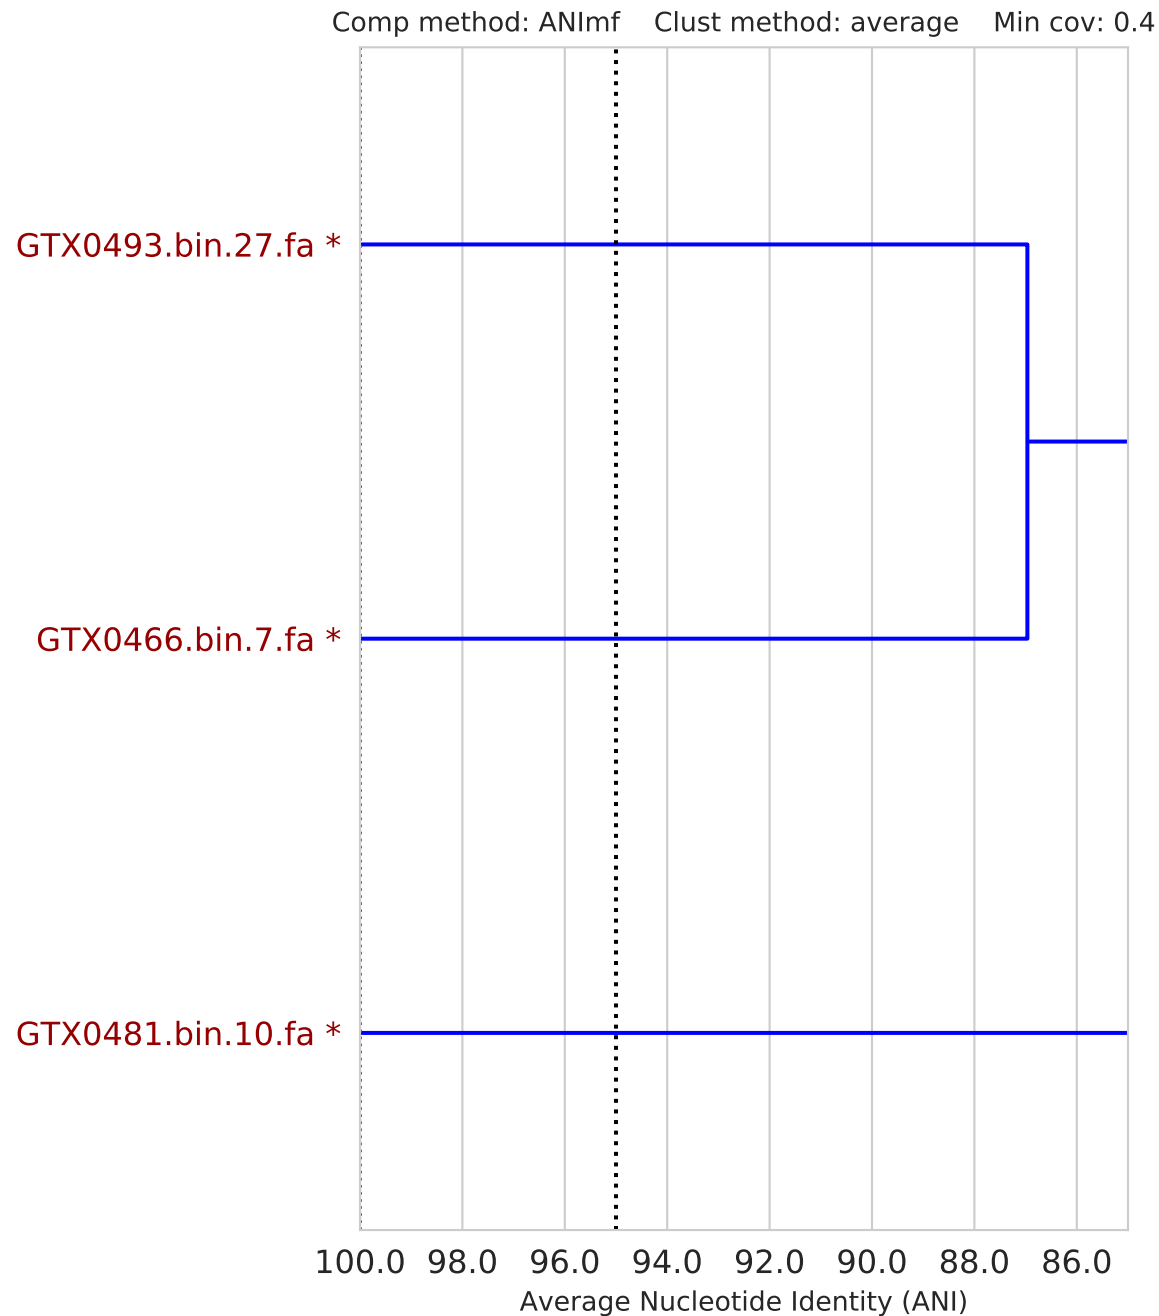 Comp method: ANImf    Clust method: average    Min cov: 0.4
GTX0493.bin.27.fa *
GTX0466.bin.7.fa *
GTX0481.bin.10.fa *
100.0 98.0 96.0 94.0 92.0 90.0 88.0 86.0
Average Nucleotide Identity (ANI)